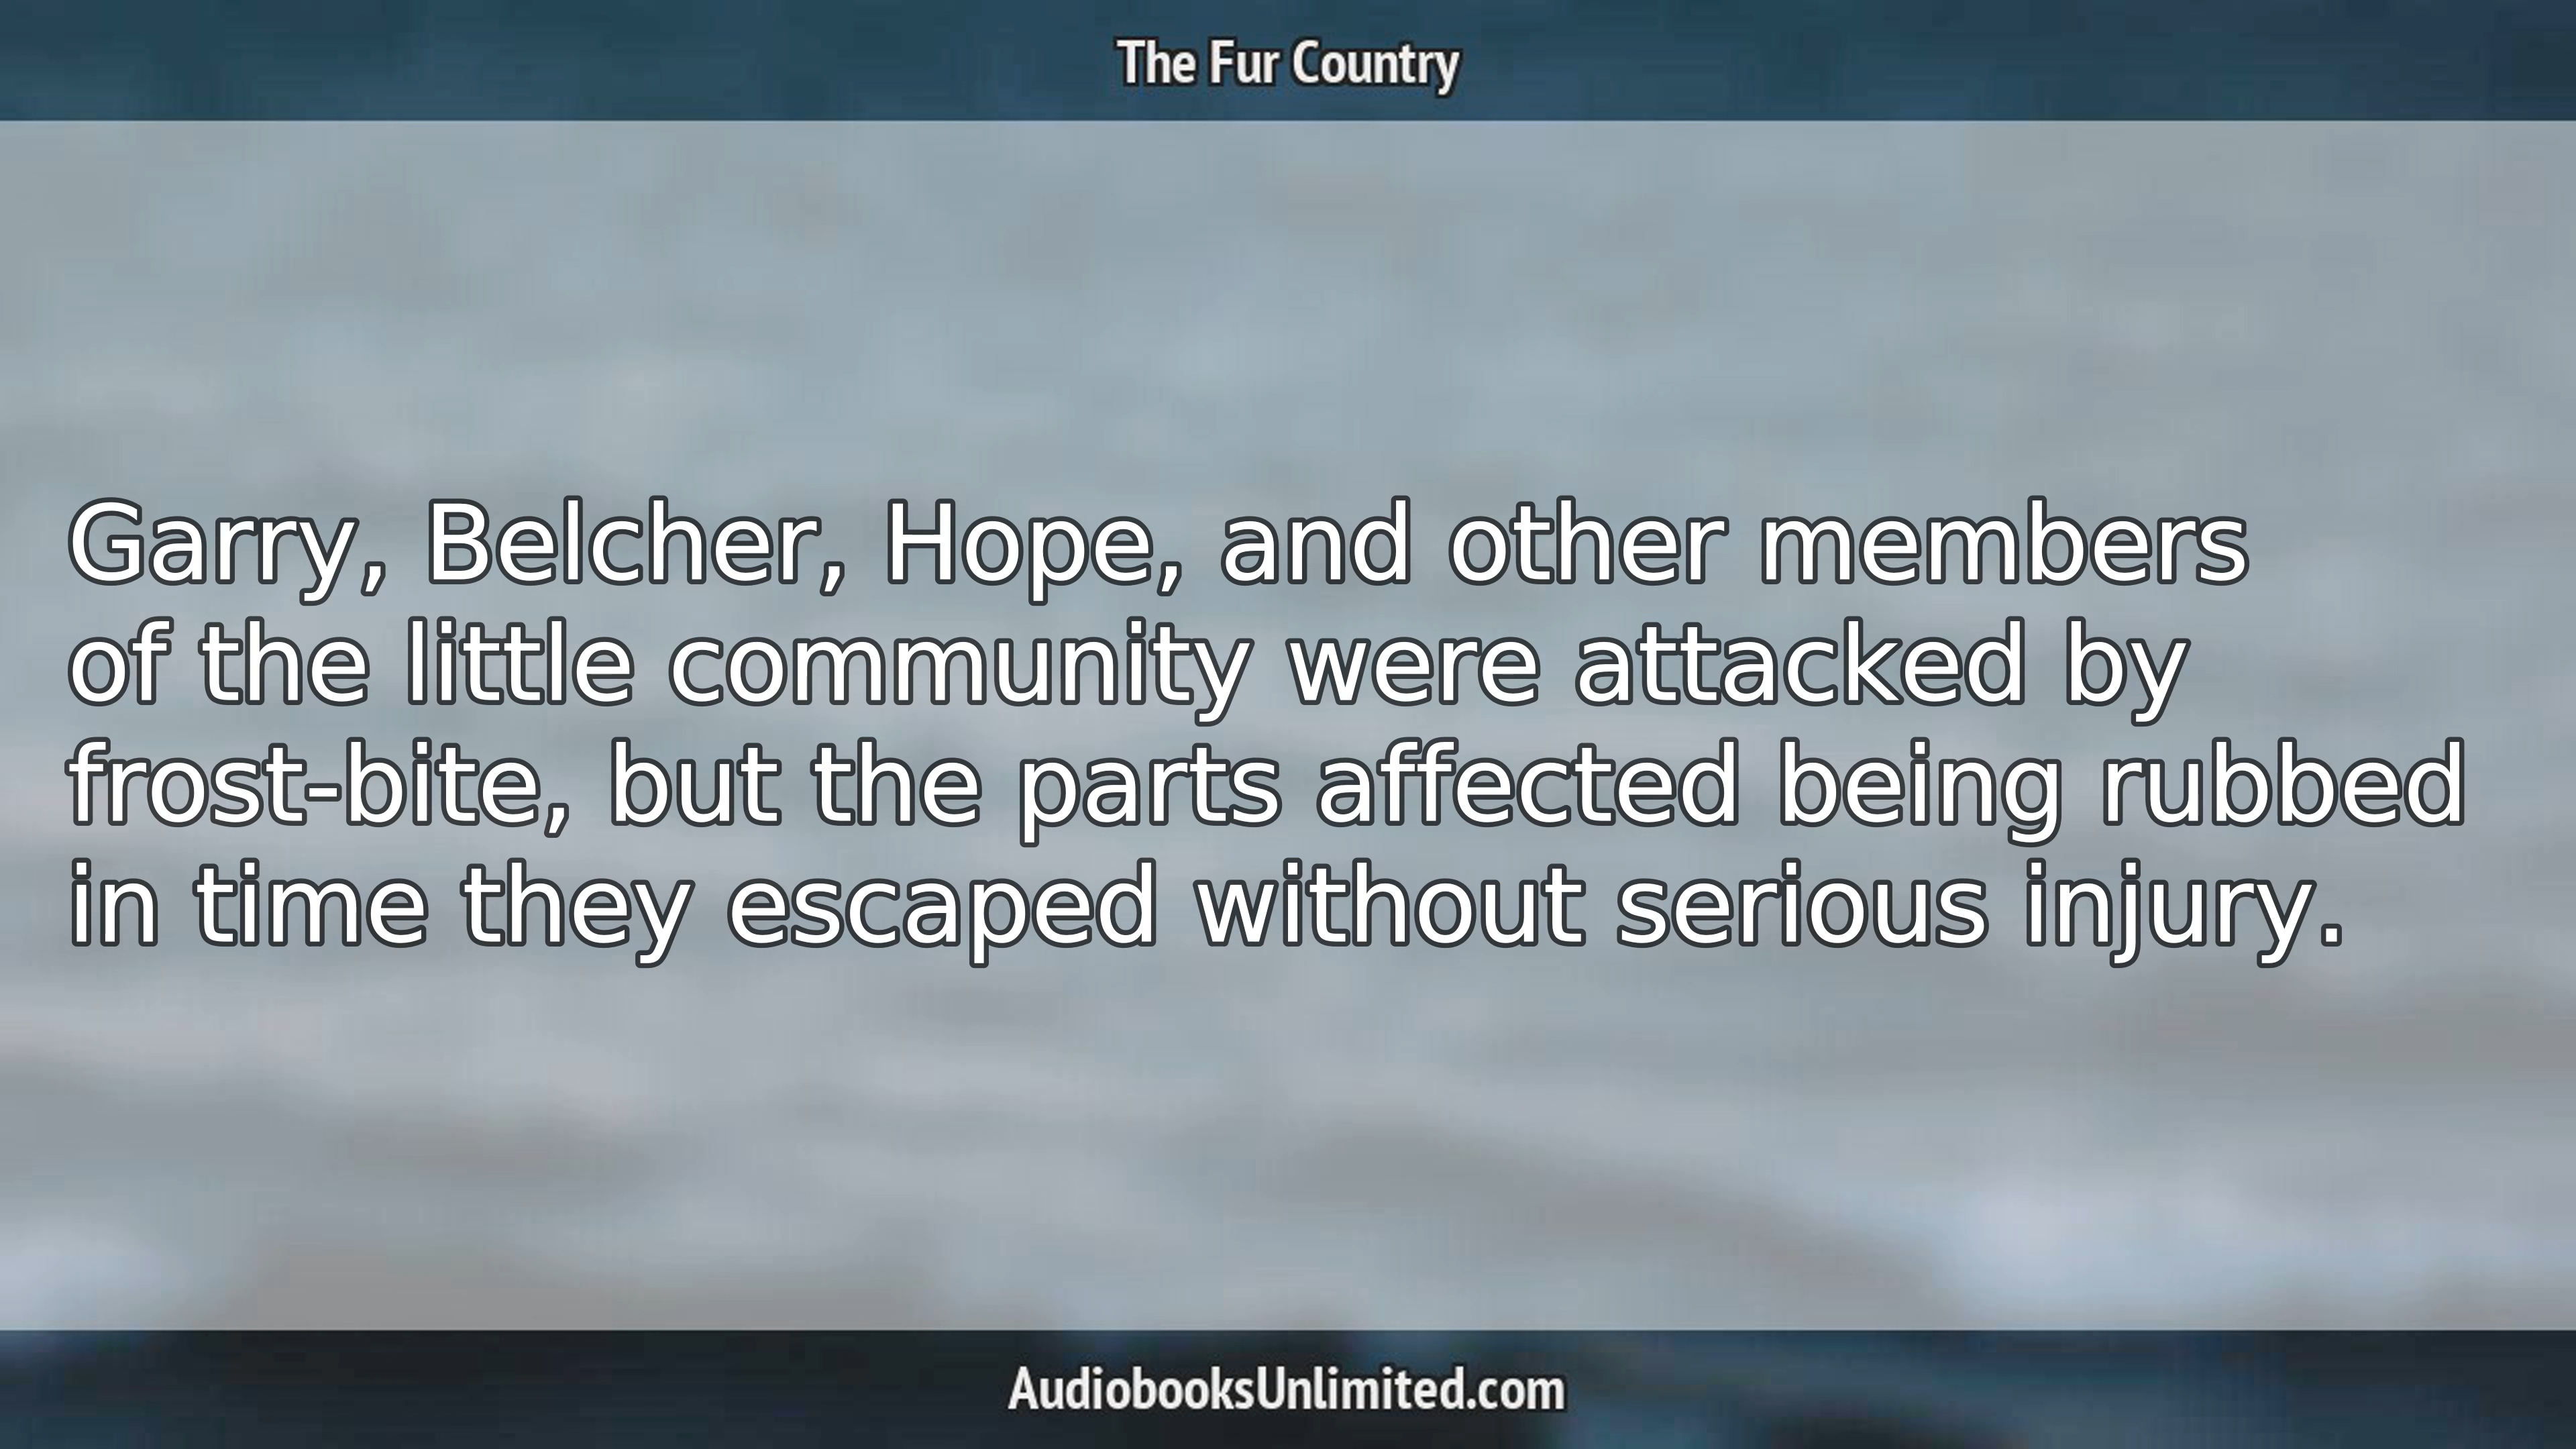 The Fur Country
Garry, Belcher, Hope, and other members
of the little community were attacked by
frost-bite, but the parts affected being rubbed
in time they escaped without serious injury.
AudiobooksUnlimited.com